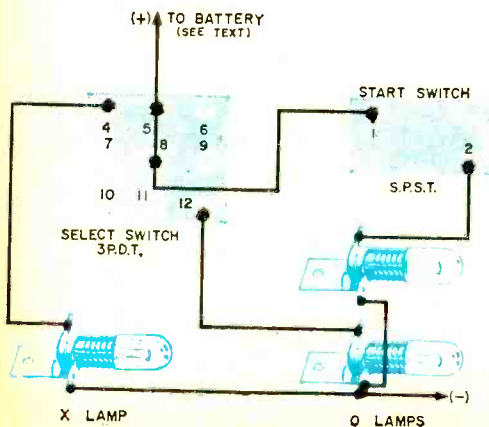 (+) TO BATTERY
(SEE TEXT)
START SWITCH
4 5 6
7 8 9
1
2
10 11 12
S.P.S.T.
SELECT SWITCH
3P.D.T.
X LAMP
O LAMPS
(-)